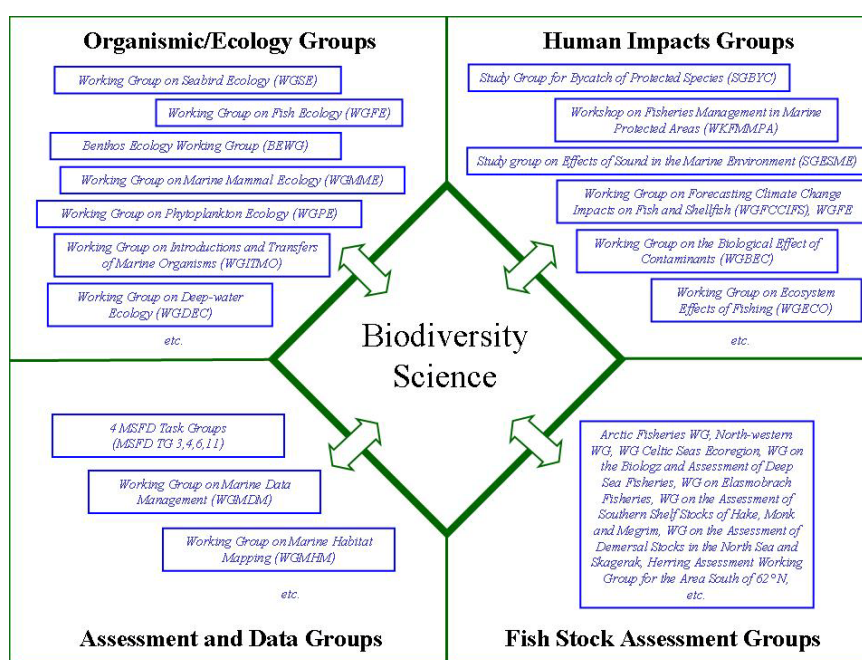 Organismic/Ecology Groups
Working Group on Seabird Ecology (WGSE)
Working Group on Fish Ecology (WGFE)
Benthos Ecology Working Group (BEWG)
Working Group on Marine Mammal Ecology (WGMME)
Working Group on Phytoplankton Ecology (WGPE)
Working Group on Introductions and Transfers
of Marine Organisms (WGITMO)
Working Group on Deep-water
Ecology (WGDEC)
etc.
Human Impacts Groups
Study Group for Bycatch of Protected Species (SGBYC)
Workshop on Fisheries Management in Marine
Protected Areas (WKFMMPA)
Study group on Effects of Sound in the Marine Environment (SGESME)
Working Group on Forecasting Climate Change
Impacts on Fish and Shellfish (WGFCCIFS), WGFE
Working Group on the Biological Effect of
Contaminants (WGBEC)
Working Group on Ecosystem
Effects of Fishing (WGECO)
etc.
Biodiversity
Science
4 MSFD Task Groups
(MSFD TG 3,4,6,11)
Working Group on Marine Data
Management (WGMDM)
Working Group on Marine Habitat
Mapping (WGMHM)
etc.
Assessment and Data Groups
Arctic Fisheries WG, North-western
WG, WG Celtic Seas Ecoregion, WG on
the Biologz and Assessment of Deep
Sea Fisheries, WG on Elasmobrach
Fisheries, WG on the Assessment of
Southern Shelf Stocks of Hake, Monk
and Megrim, WG on the Assessment of
Demersal Stocks in the North Sea and
Skagerak, Herring Assessment Working
Group for the Area South of 62°N,
etc.
Fish Stock Assessment Groups